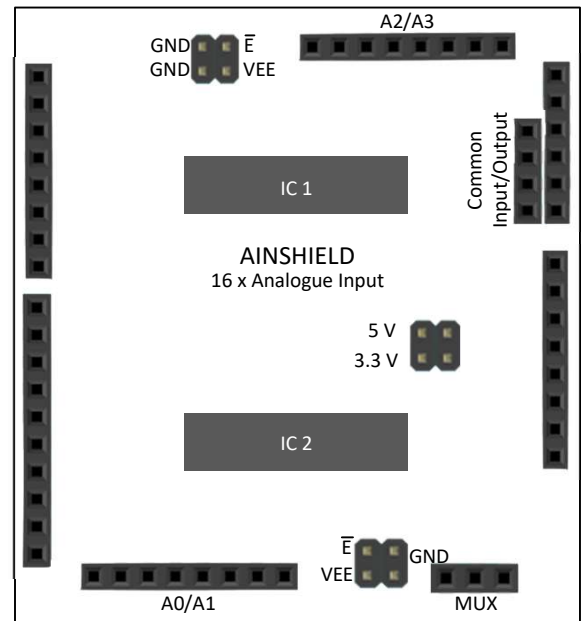 A2/A3
GND E̅
GND VEE
Common
Input/Output
IC 1
AINSHIELD
16 x Analogue Input
5 V
3.3 V
IC 2
E̅ GND
VEE
A0/A1 MUX